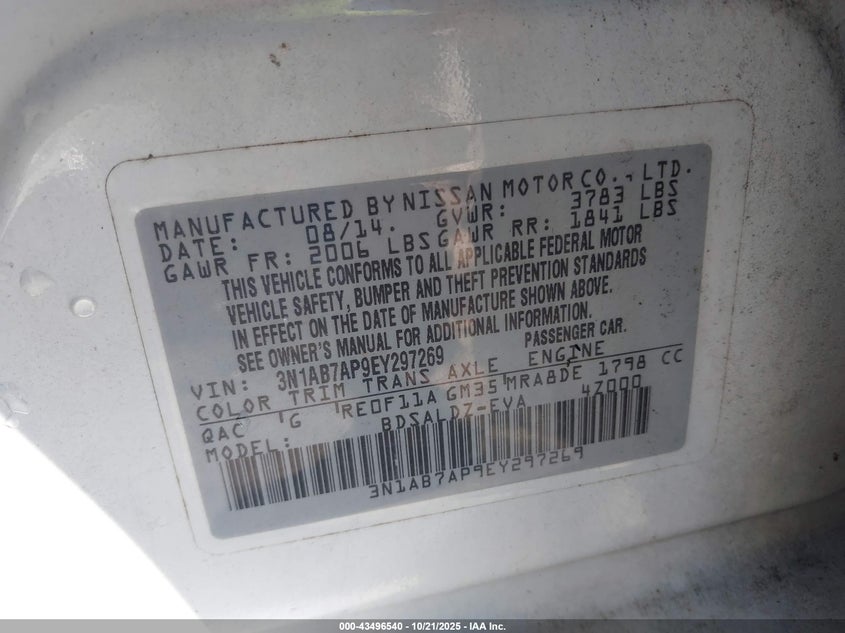 MANUFACTURED BY NISSAN MOTOR CO., LTD.
DATE: 08/14. GVWR: 3783 LBS
GAWR FR: 2006 LBS GAWR RR: 1841 LBS
THIS VEHICLE CONFORMS TO ALL APPLICABLE FEDERAL MOTOR
VEHICLE SAFETY, BUMPER AND THEFT PREVENTION STANDARDS
IN EFFECT ON THE DATE OF MANUFACTURE SHOWN ABOVE.
SEE OWNER'S MANUAL FOR ADDITIONAL INFORMATION.
VIN: 3N1AB7AP9EY297269 PASSENGER CAR.
COLOR TRIM TRANS AXLE ENGINE
QAC G RE0F11A GM35 MRA8DE 1798 CC
MODEL: BDSALDZ-EVA 4Z000
3N1AB7AP9EY297269
000-43496540 - 10/21/2025 - IAA Inc.